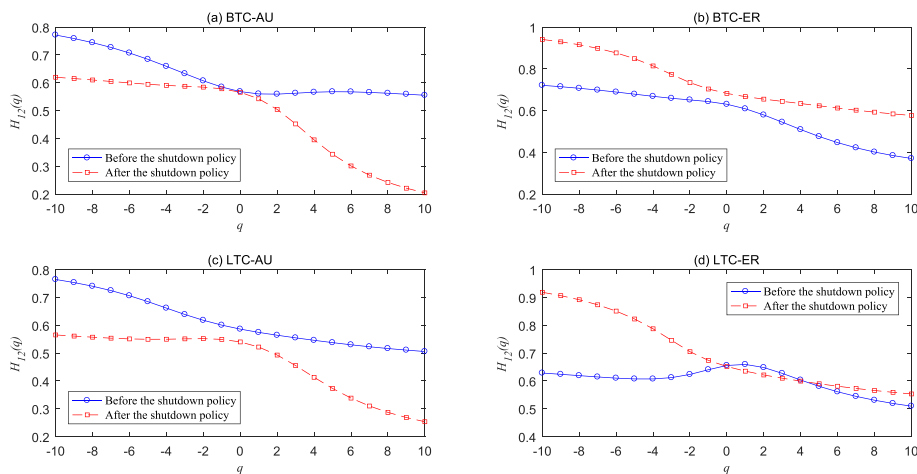 (a) BTC-AU
0.8
0.7
0.6
0.5
0.4
0.3
0.2
H12(q)
Before the shutdown policy
After the shutdown policy
-10 -8 -6 -4 -2 0 2 4 6 8 10
q
(b) BTC-ER
1
0.8
0.6
0.4
0.2
H12(q)
Before the shutdown policy
After the shutdown policy
-10 -8 -6 -4 -2 0 2 4 6 8 10
q
(c) LTC-AU
0.8
0.7
0.6
0.5
0.4
0.3
0.2
H12(q)
Before the shutdown policy
After the shutdown policy
-10 -8 -6 -4 -2 0 2 4 6 8 10
q
(d) LTC-ER
1
0.9
0.8
0.7
0.6
0.5
0.4
H12(q)
Before the shutdown policy
After the shutdown policy
-10 -8 -6 -4 -2 0 2 4 6 8 10
q